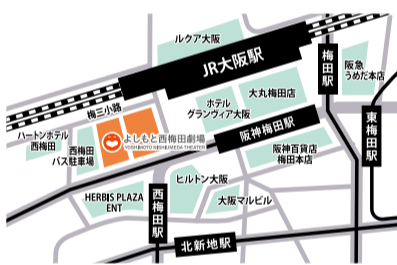 ルクア大阪
JR大阪駅
梅田駅
阪急
うめだ本店
梅三小路
ホテル
グランヴィア大阪
大丸梅田店
東梅田駅
ハートンホテル
西梅田
西梅田
バス駐車場
よしもと西梅田劇場
YOSHIMOTO NISHIUMEDA THEATER
阪神梅田駅
阪神百貨店
梅田本店
HERBIS PLAZA
ENT
西梅田駅
ヒルトン大阪
大阪マルビル
北新地駅